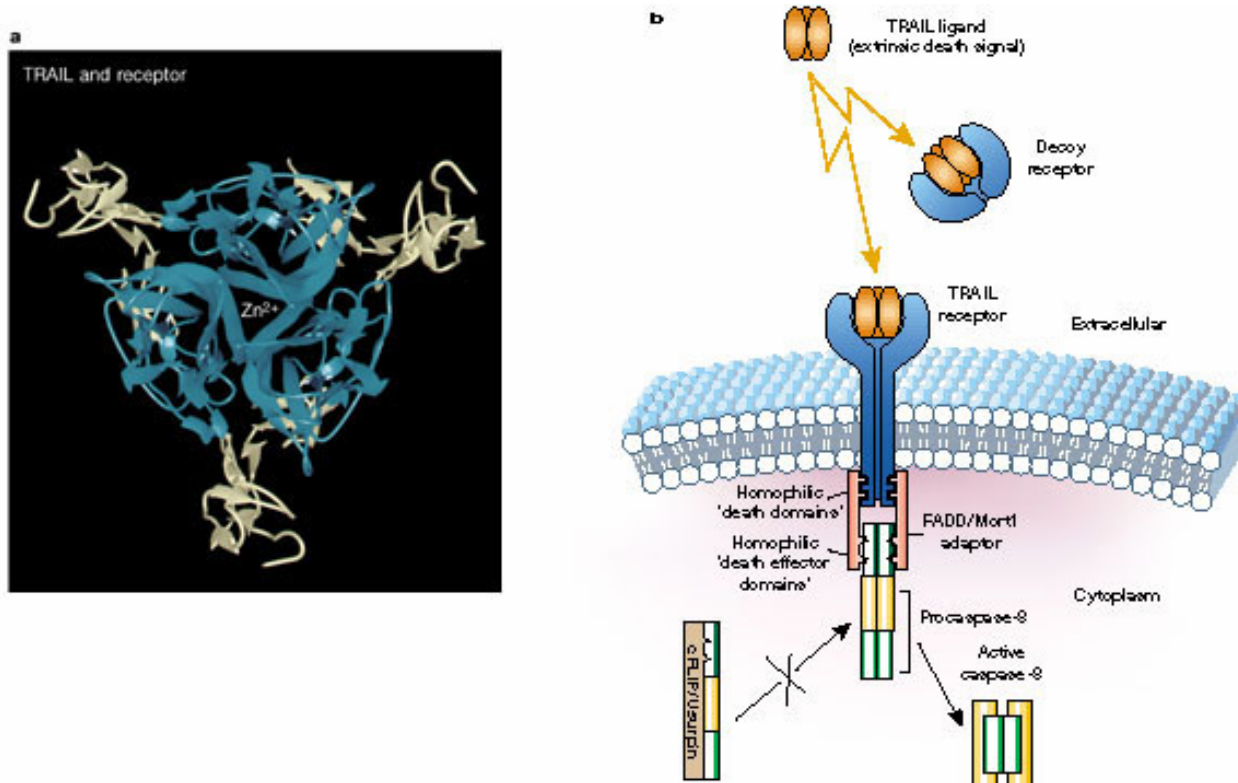 a
TRAIL and receptor
Zn2+
b
TRAIL ligand
(extrinsic death signal)
Decoy
receptor
TRAIL
receptor
Extracellular
Homophilic
'death domains'
FADD/Mort1
adaptor
Homophilic
'death effector
domains'
Cytoplasm
Procaspase-8
Active
caspase-8
cFLIP/Usurpin